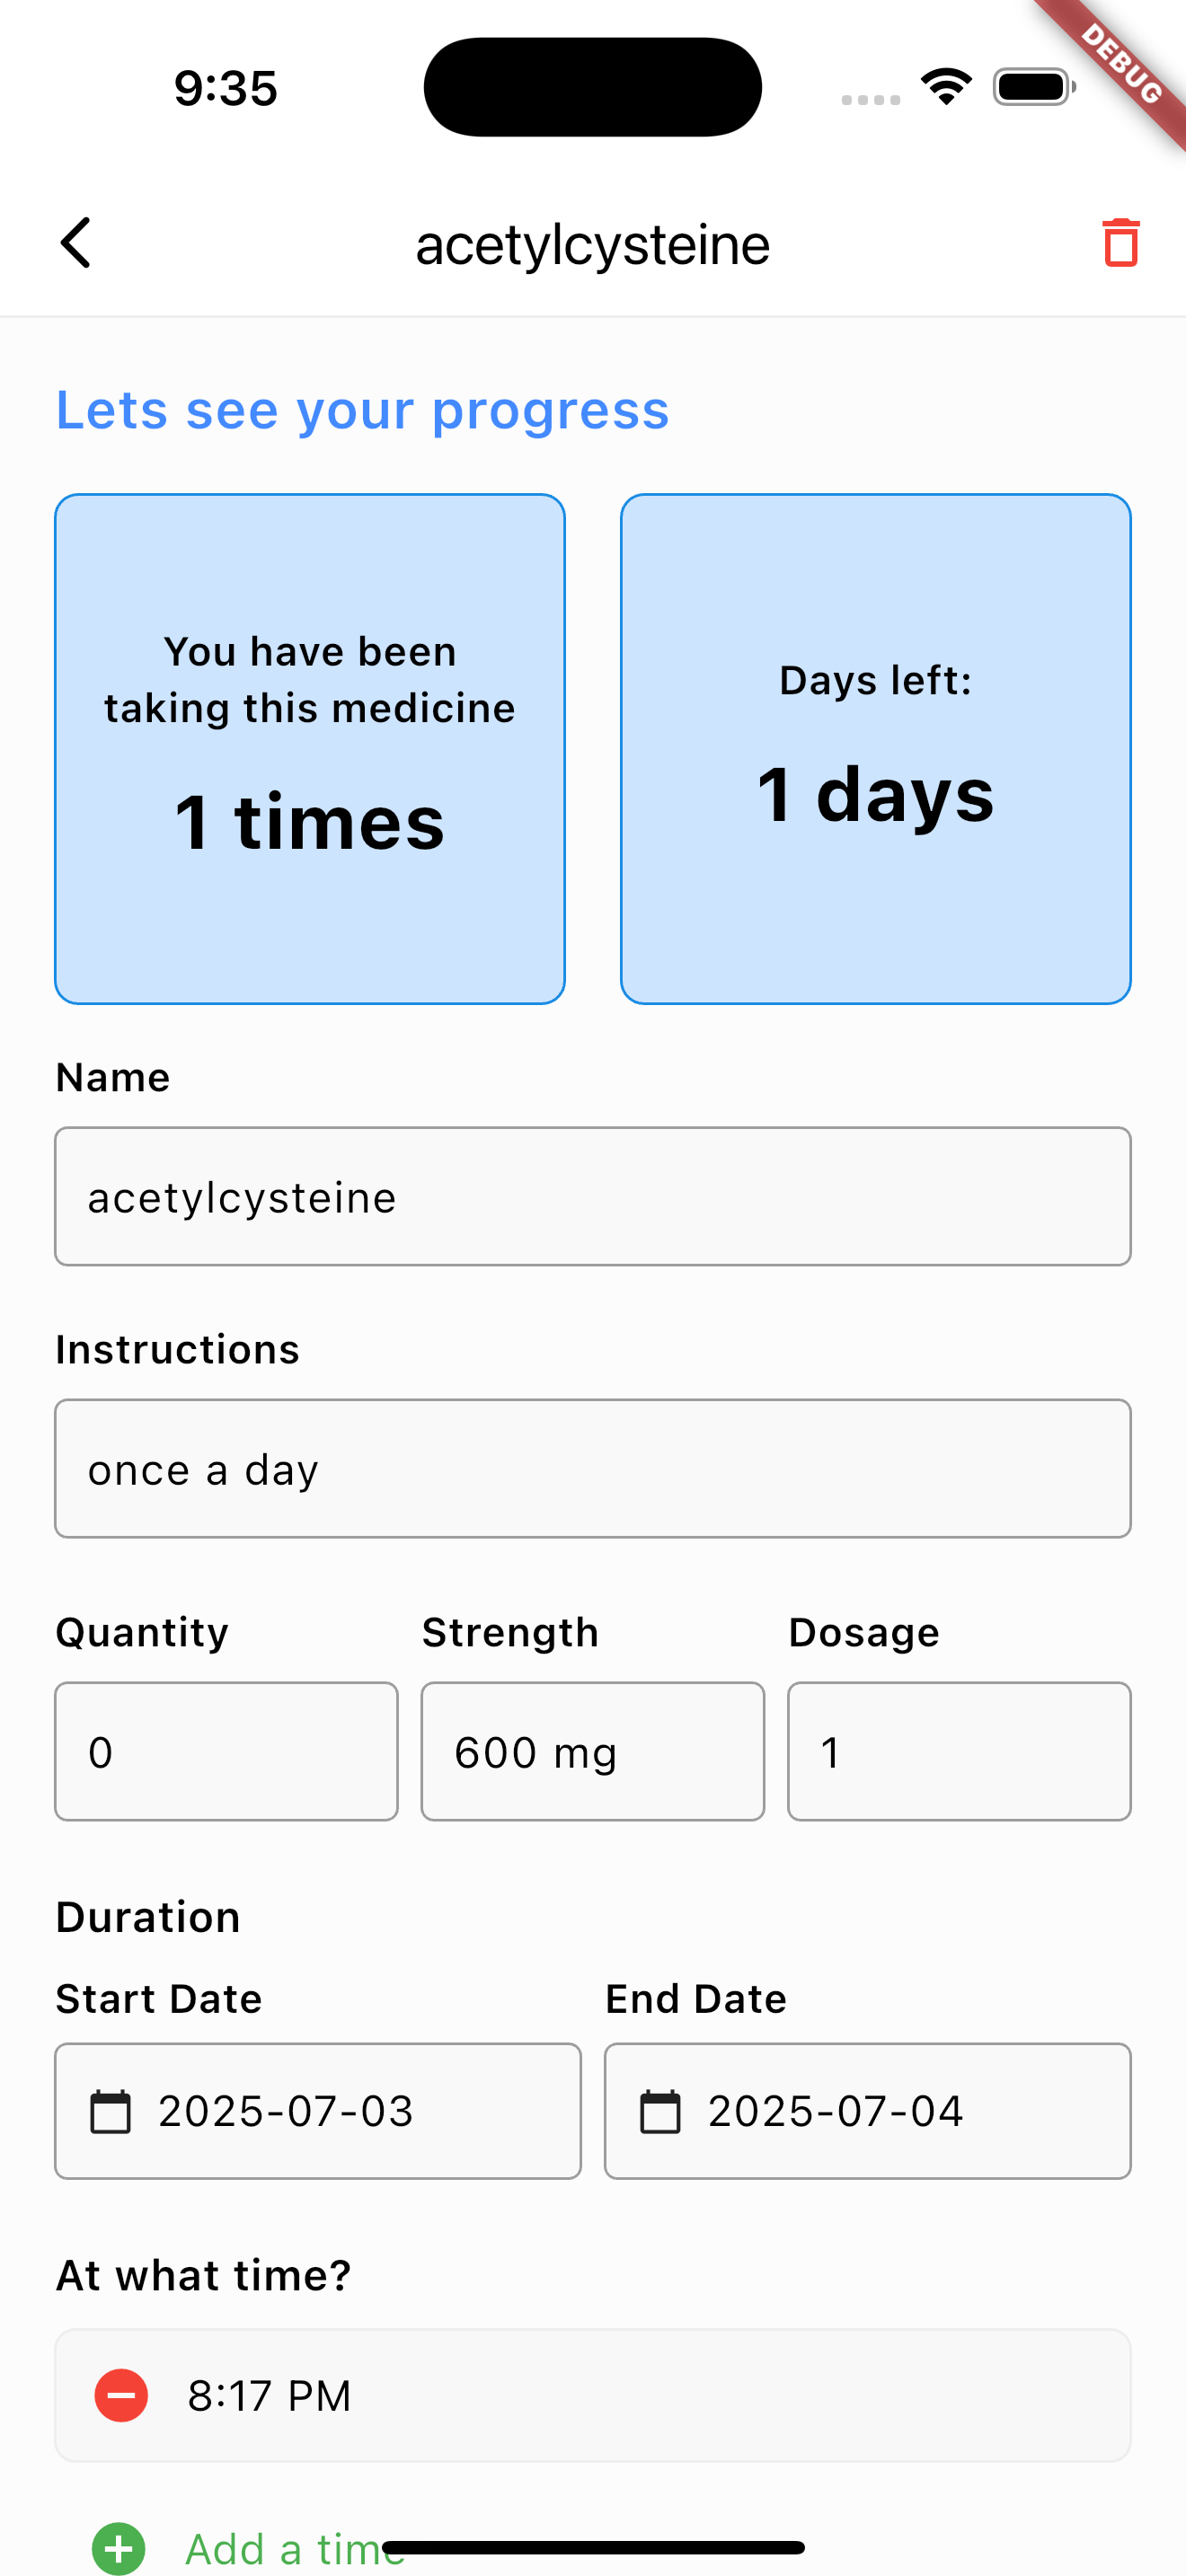 9:35
DEBUG
acetylcysteine
Lets see your progress
You have been
taking this medicine
1 times
Days left:
1 days
Name
acetylcysteine
Instructions
once a day
Quantity
Strength
Dosage
0
600 mg
1
Duration
Start Date
End Date
2025-07-03
2025-07-04
At what time?
8:17 PM
Add a time